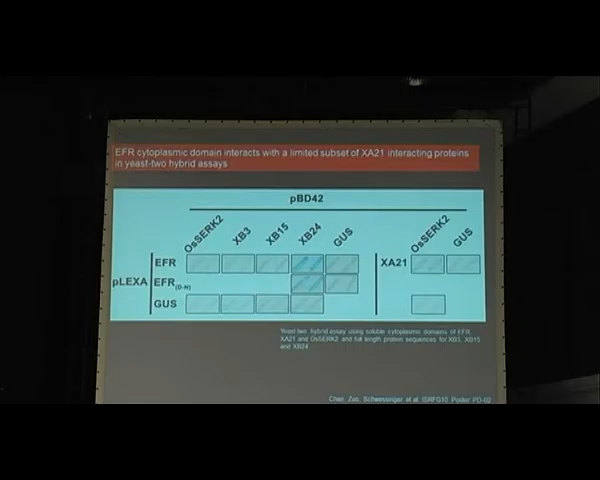 EFR cytoplasmic domain interacts with a limited subset of XA21 interacting proteins
in yeast-two hybrid assays
pBD42
OsSERK2 XB3 XB15 XB24 GUS OsSERK2 GUS
EFR XA21
pLEXA EFR(D-N)
GUS
Yeast-two hybrid assay using soluble cytoplasmic domains of EFR,
XA21 and OsSERK2 and full length protein sequences for XB3, XB15
and XB24
Chen, Zuo, Schwessinger et al. ISRFG10 Poster PD-02